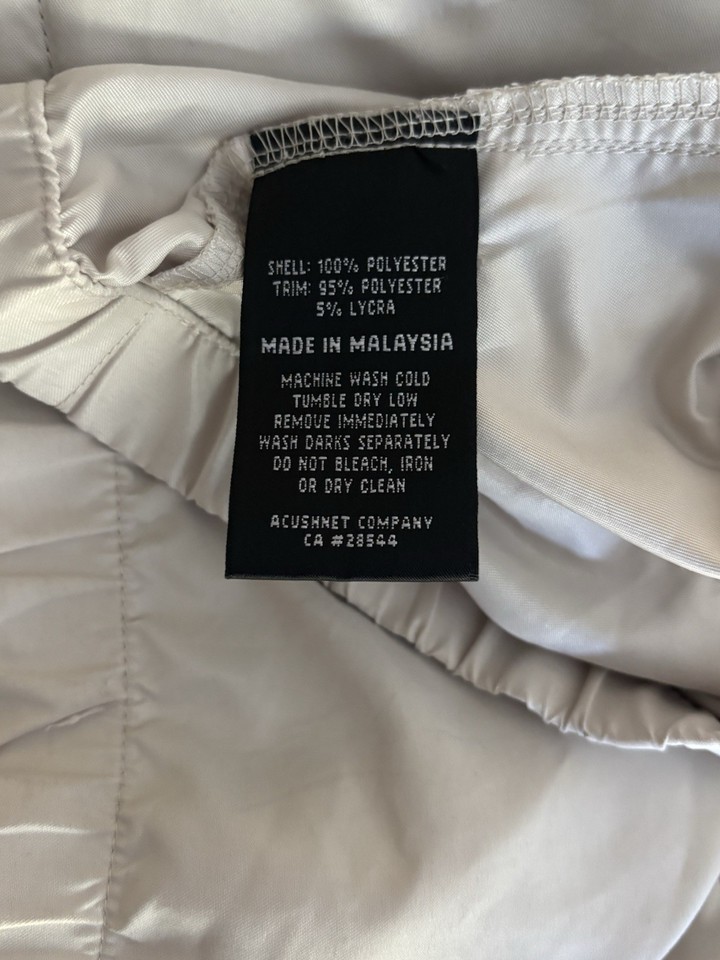 SHELL: 100% POLYESTER
TRIM: 95% POLYESTER
5% LYCRA
MADE IN MALAYSIA
MACHINE WASH COLD
TUMBLE DRY LOW
REMOVE IMMEDIATELY
WASH DARKS SEPARATELY
DO NOT BLEACH, IRON
OR DRY CLEAN
ACUSHNET COMPANY
CA #28544